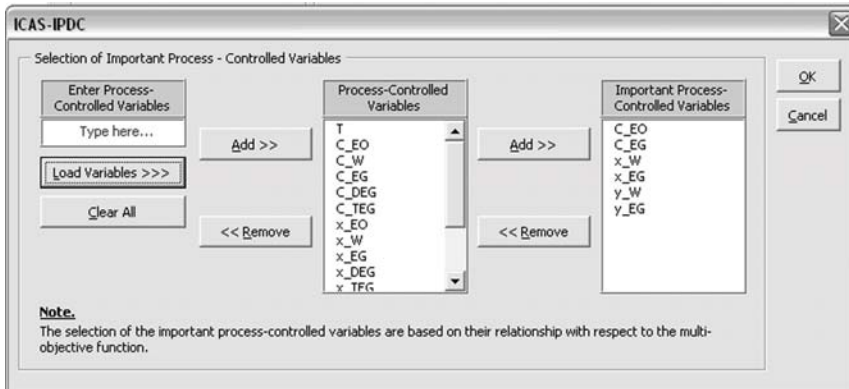 ICAS-IPDC
Selection of Important Process - Controlled Variables
Enter Process-
Controlled Variables
Type here...
Load Variables >>>
Clear All
Add >>
<< Remove
Process-Controlled
Variables
T
C_EO
C_W
C_EG
C_DEG
C_TEG
x_EO
x_W
x_EG
x_DEG
x_TEG
Add >>
<< Remove
Important Process-
Controlled Variables
C_EO
C_EG
x_W
x_EG
y_W
y_EG
OK
Cancel
Note.
The selection of the important process-controlled variables are based on their relationship with respect to the multi-
objective function.